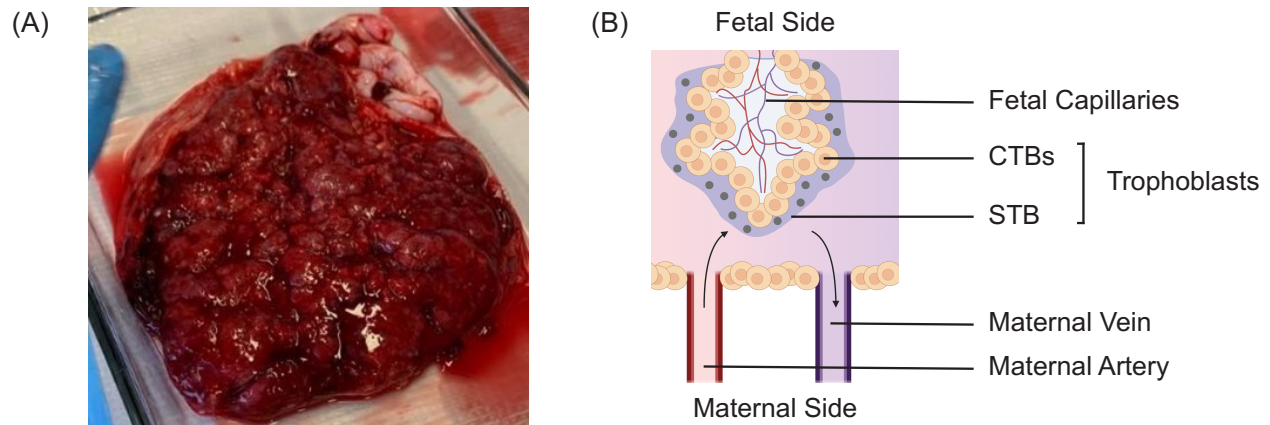 (A)
(B)
Fetal Side
Fetal Capillaries
CTBs
Trophoblasts
STB
Maternal Vein
Maternal Artery
Maternal Side